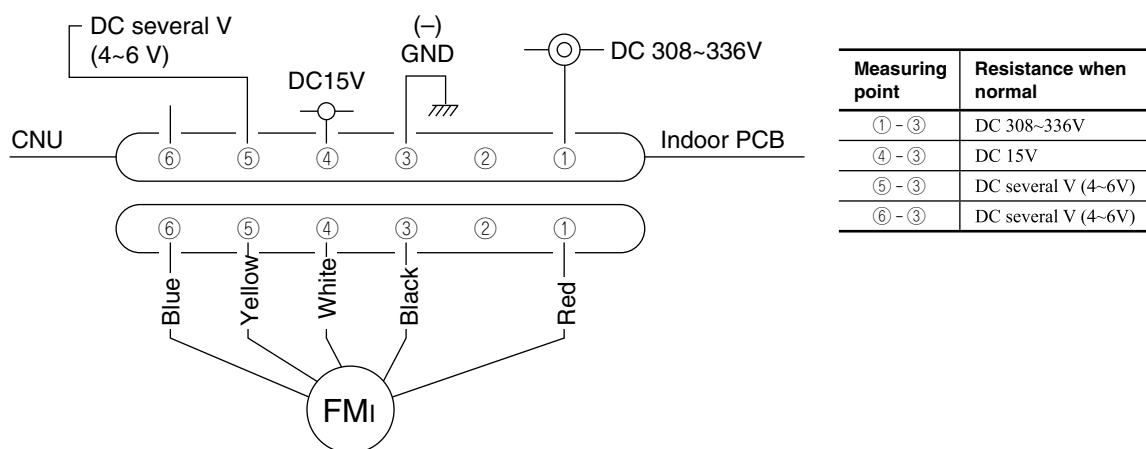 DC several V
(4~6 V)
DC15V
(–)
GND
DC 308~336V
CNU
⑥ ⑤ ④ ③ ② ①
Indoor PCB
⑥ ⑤ ④ ③ ② ①
Blue
Yellow
White
Black
Red
FMI
Measuring point
Resistance when normal
① - ③ DC 308~336V
④ - ③ DC 15V
⑤ - ③ DC several V (4~6V)
⑥ - ③ DC several V (4~6V)